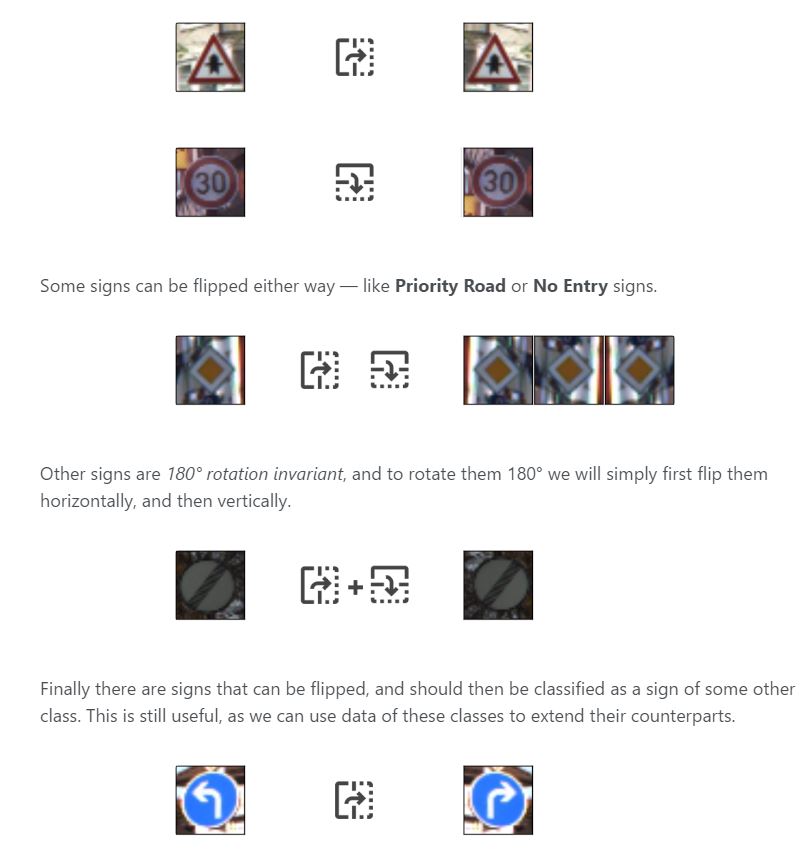 30 30
Some signs can be flipped either way — like Priority Road or No Entry signs.
Other signs are 180° rotation invariant, and to rotate them 180° we will simply first flip them
horizontally, and then vertically.
+
Finally there are signs that can be flipped, and should then be classified as a sign of some other
class. This is still useful, as we can use data of these classes to extend their counterparts.